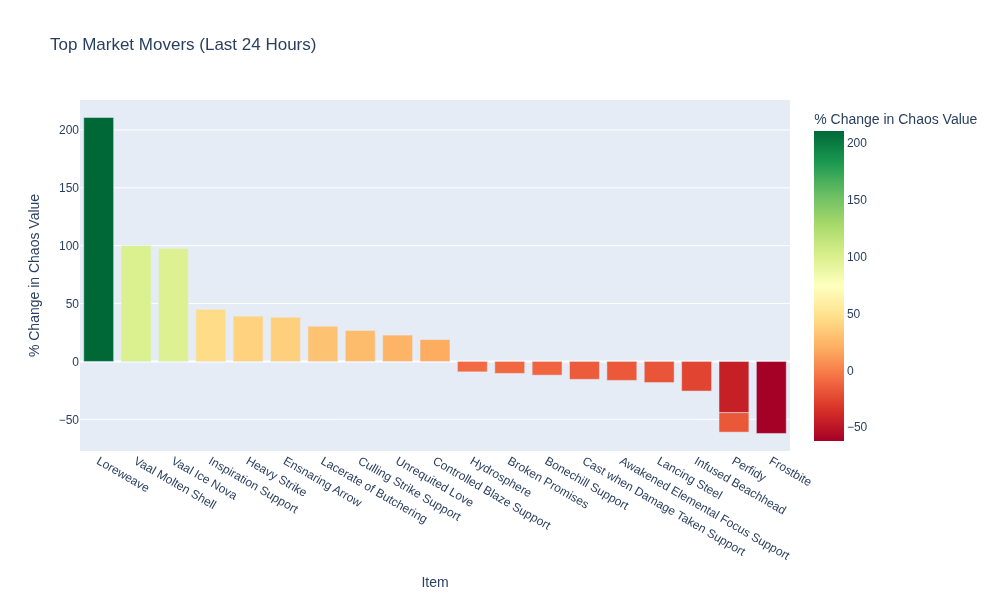 Top Market Movers (Last 24 Hours)
% Change in Chaos Value
200
150
100
50
0
−50
% Change in Chaos Value
200
150
100
50
0
−50
Loreweave
Vaal Molten Shell
Vaal Ice Nova
Inspiration Support
Heavy Strike
Ensnaring Arrow
Lacerate of Butchering
Culling Strike Support
Unrequited Love
Controlled Blaze Support
Hydrosphere
Broken Promises
Bonechill Support
Cast when Damage Taken Support
Awakened Elemental Focus Support
Lancing Steel
Infused Beachhead
Perfidy
Frostbite
Item